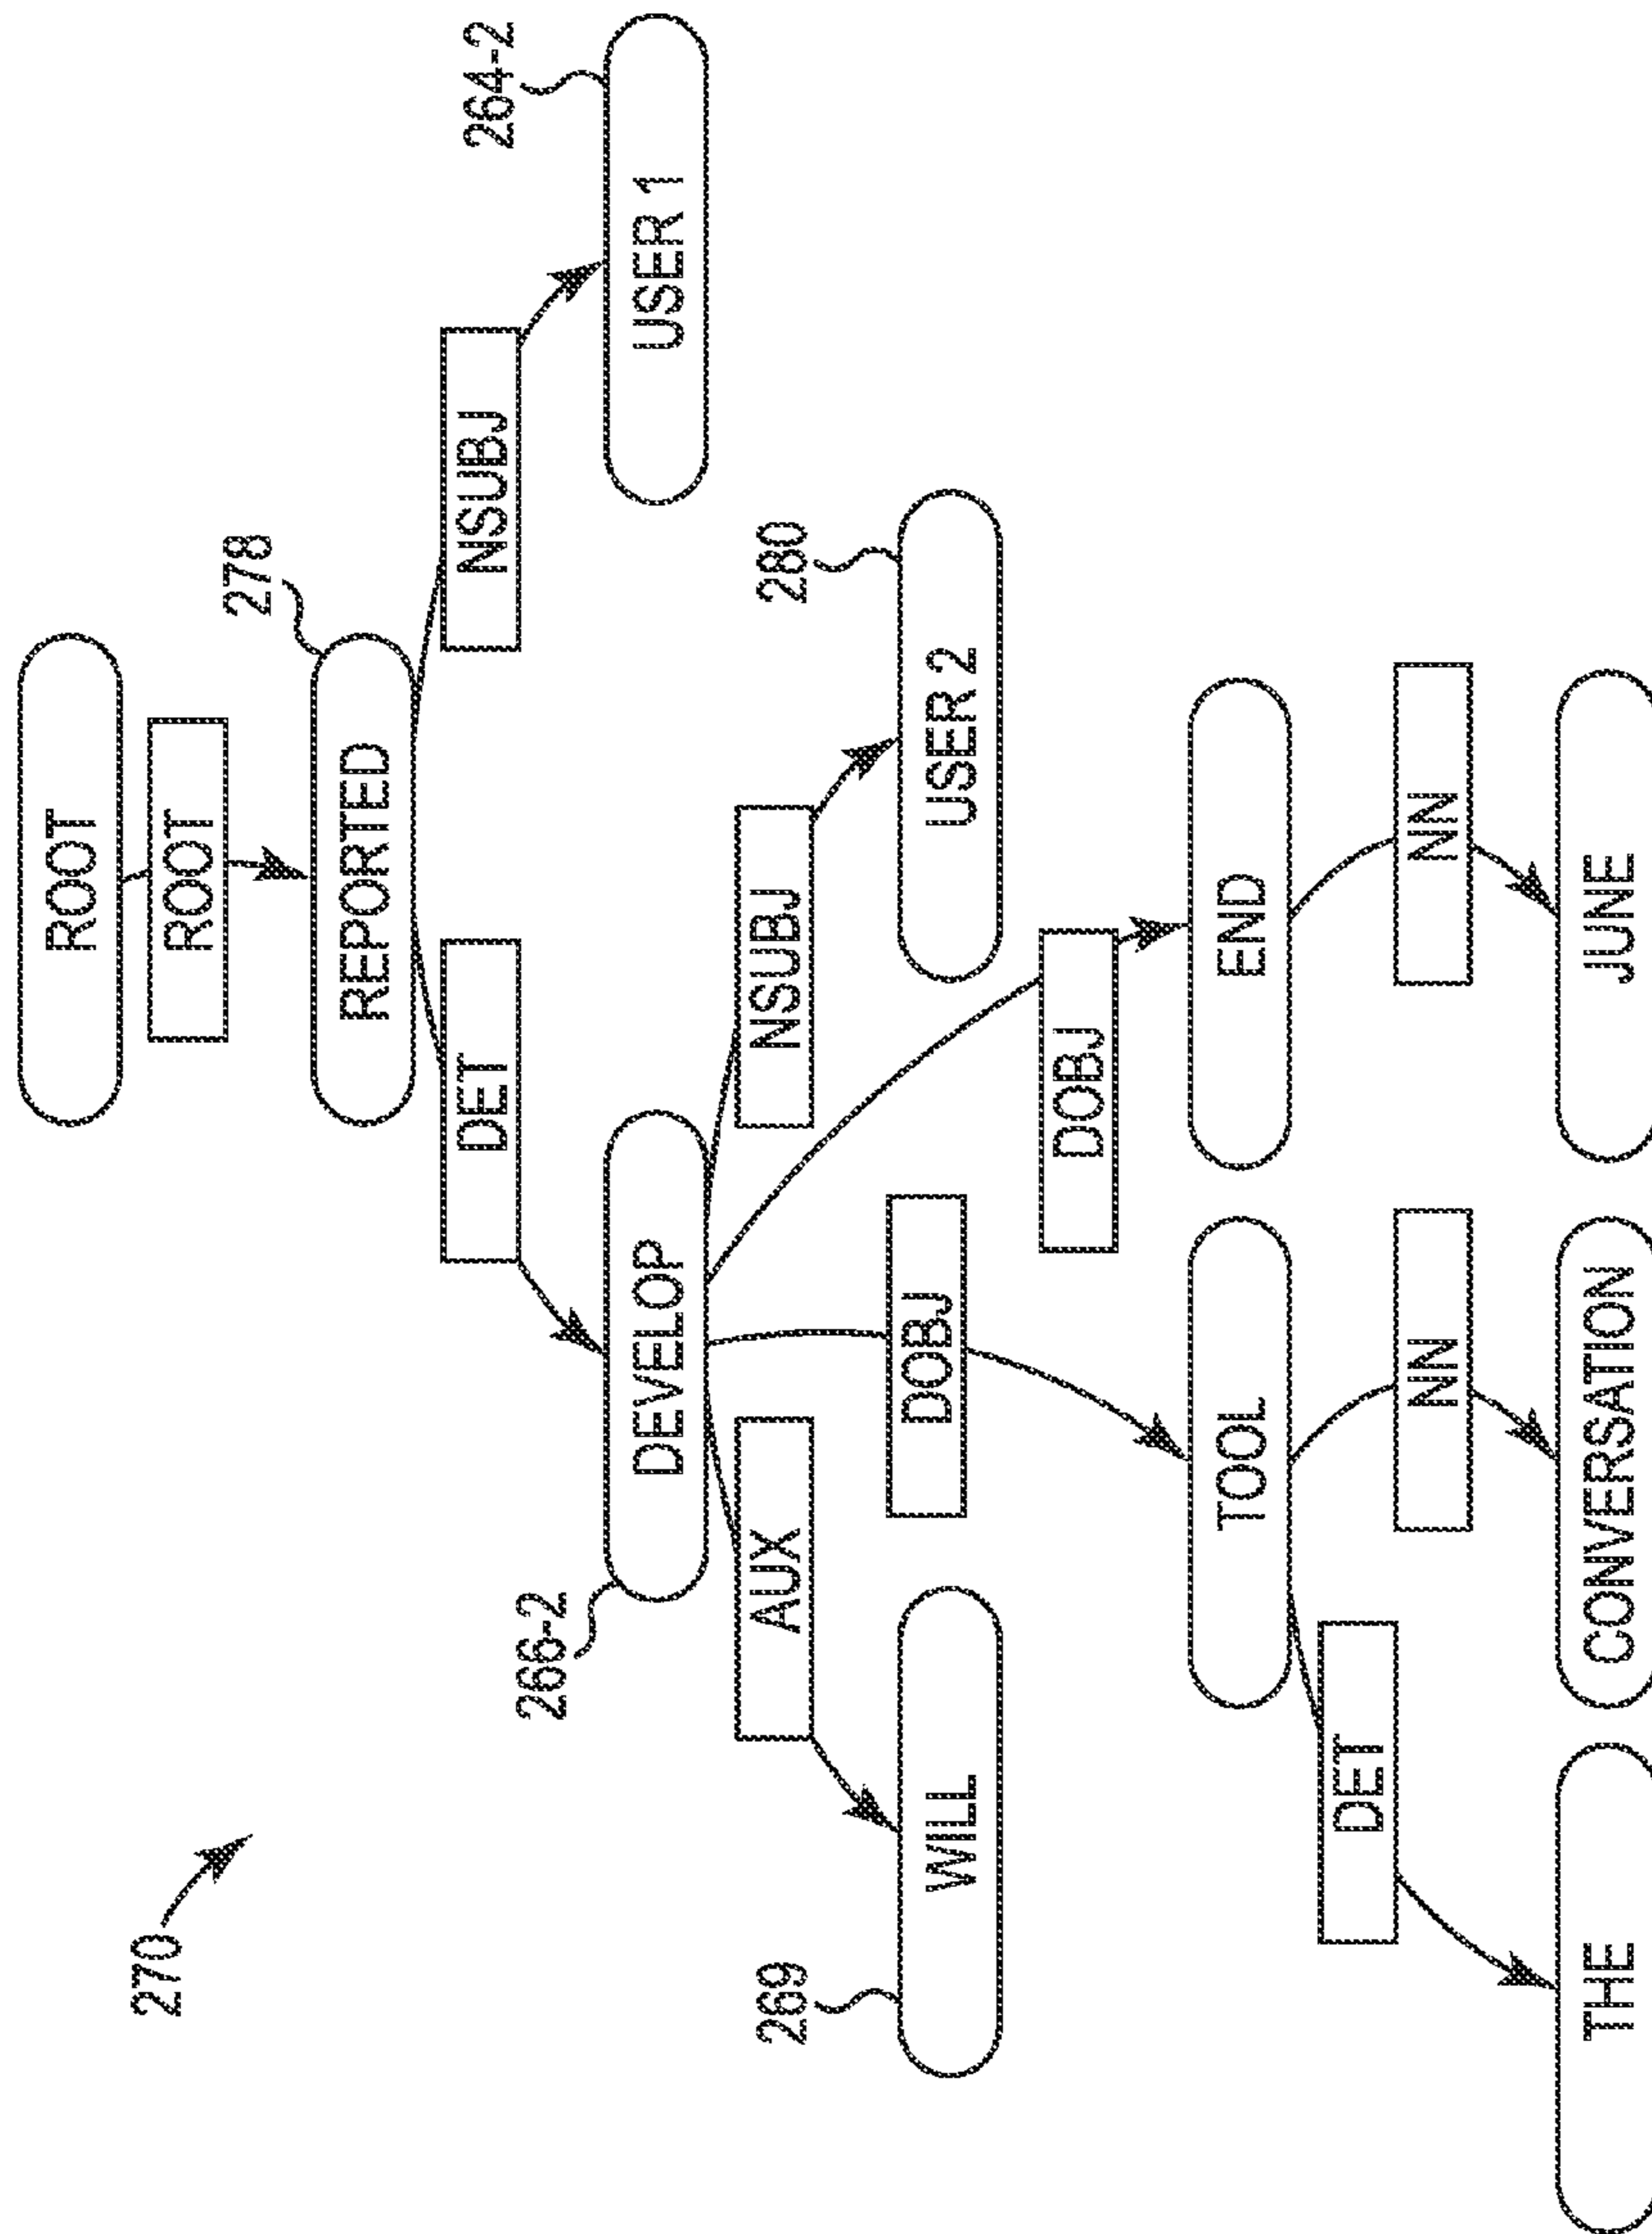 ROOT
270
ROOT
278
REPORTED
DET
NSUBJ
264-2
266-2
DEVELOP
USER 1
269
AUX
NSUBJ
280
WILL
DOBJ
USER 2
DOBJ
TOOL
END
DET
NN
NN
THE
CONVERSATION
JUNE